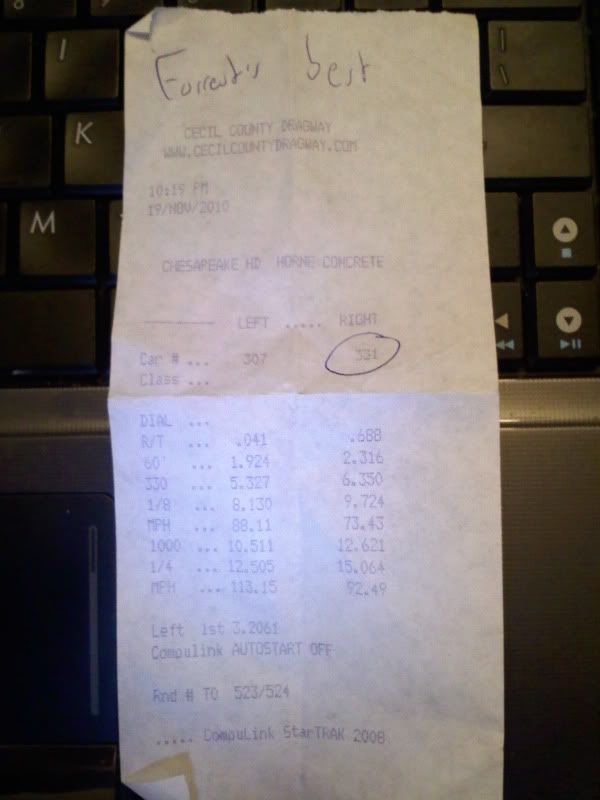 Forrest's best
CECIL COUNTY DRAGWAY
WWW.CECILCOUNTYDRAGWAY.COM
10:19 PM
19/NOV/2010
CHESAPEAKE HD HORNE CONCRETE
---------- LEFT ..... RIGHT
Car # ... 307 331
Class ...
DIAL ...
R/T ... .041 .688
60' ... 1.924 2.316
330 ... 5.327 6.350
1/8 ... 8.130 9.724
MPH ... 88.11 73.43
1000 ... 10.511 12.621
1/4 ... 12.505 15.064
MPH ... 113.15 92.49
Left 1st 3.2061
Compulink AUTOSTART OFF
Rnd # TO 523/524
..... CompuLink StarTRAK 2008
I
K
M